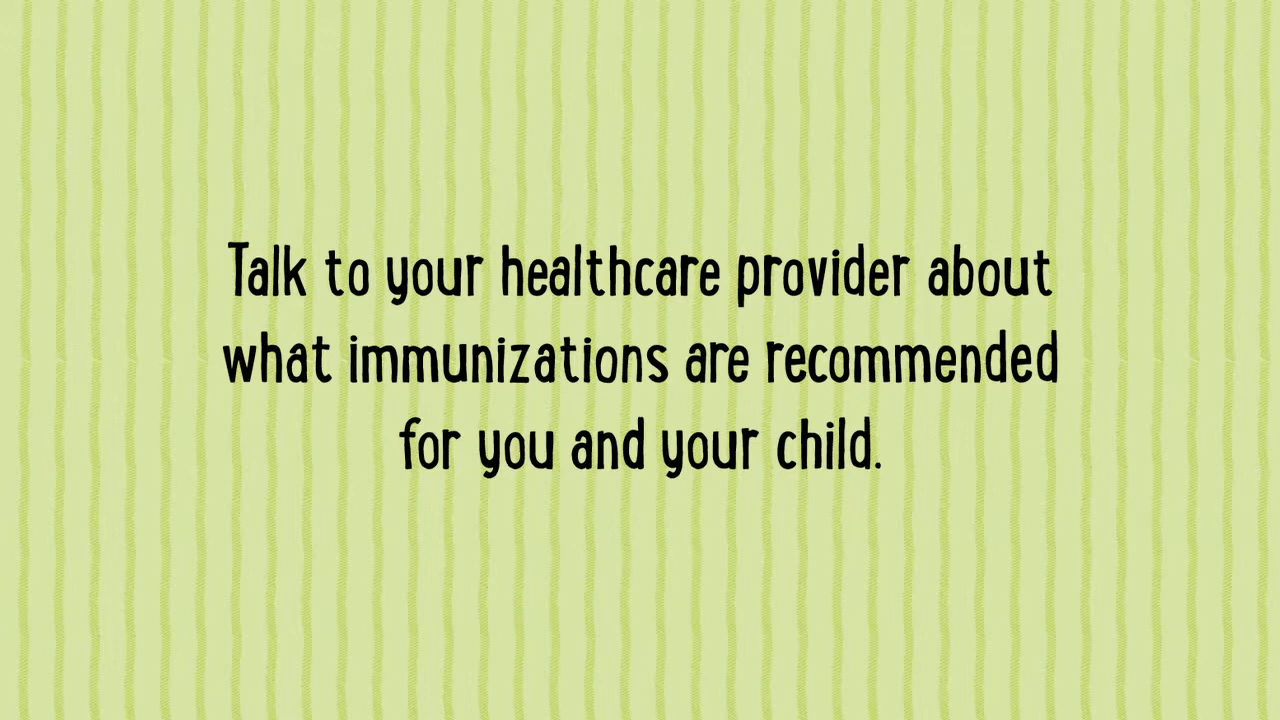 Talk to your healthcare provider about
what immunizations are recommended
for you and your child.